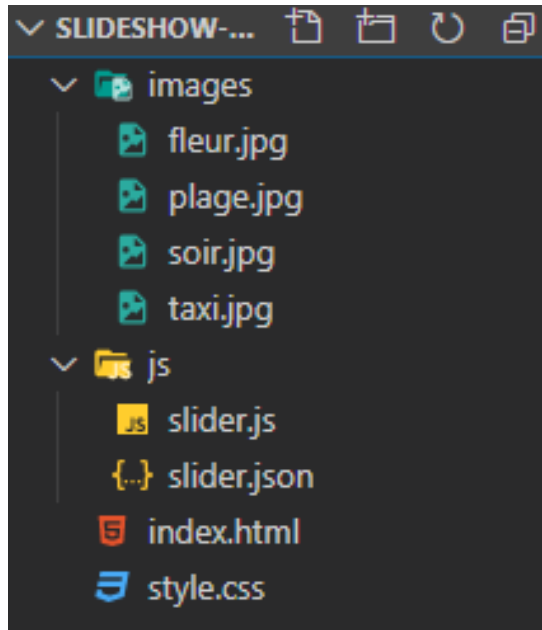 SLIDESHOW-...
images
fleur.jpg
plage.jpg
soir.jpg
taxi.jpg
js
JS slider.js
{...} slider.json
index.html
style.css